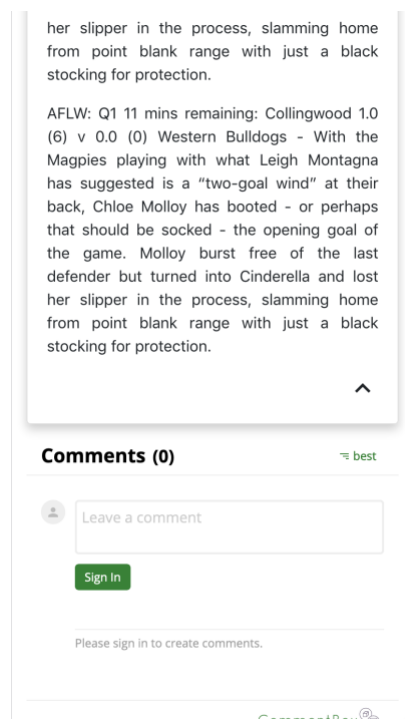 her slipper in the process, slamming home
from point blank range with just a black
stocking for protection.
AFLW: Q1 11 mins remaining: Collingwood 1.0
(6) v 0.0 (0) Western Bulldogs - With the
Magpies playing with what Leigh Montagna
has suggested is a “two-goal wind” at their
back, Chloe Molloy has booted - or perhaps
that should be socked - the opening goal of
the game. Molloy burst free of the last
defender but turned into Cinderella and lost
her slipper in the process, slamming home
from point blank range with just a black
stocking for protection.
Comments (0)
best
Leave a comment
Sign In
Please sign in to create comments.